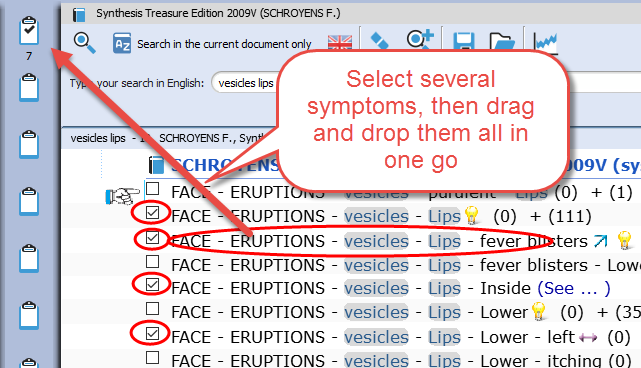 Synthesis Treasure Edition 2009V (SCHROYENS F.)
AZ Search in the current document only
7
Type your search in English: vesicles lips
Select several
symptoms, then drag
and drop them all in
one go
vesicles lips - 1 SCHROYENS F., Synt
SCHROYENS 2009V (sy
FACE - ERUPTIONS - vesicles - purulent - Lips (0) + (1)
FACE - ERUPTIONS - vesicles - Lips (0) + (111)
FACE - ERUPTIONS - vesicles - Lips - fever blisters
FACE - ERUPTIONS - vesicles - Lips - fever blisters - Low
FACE - ERUPTIONS - vesicles - Lips - Inside (See ... )
FACE - ERUPTIONS - vesicles - Lips - Lower (0) + (35
FACE - ERUPTIONS - vesicles - Lips - Lower - left (0)
FACE - ERUPTIONS - vesicles - Lips - Lower - itching (0)